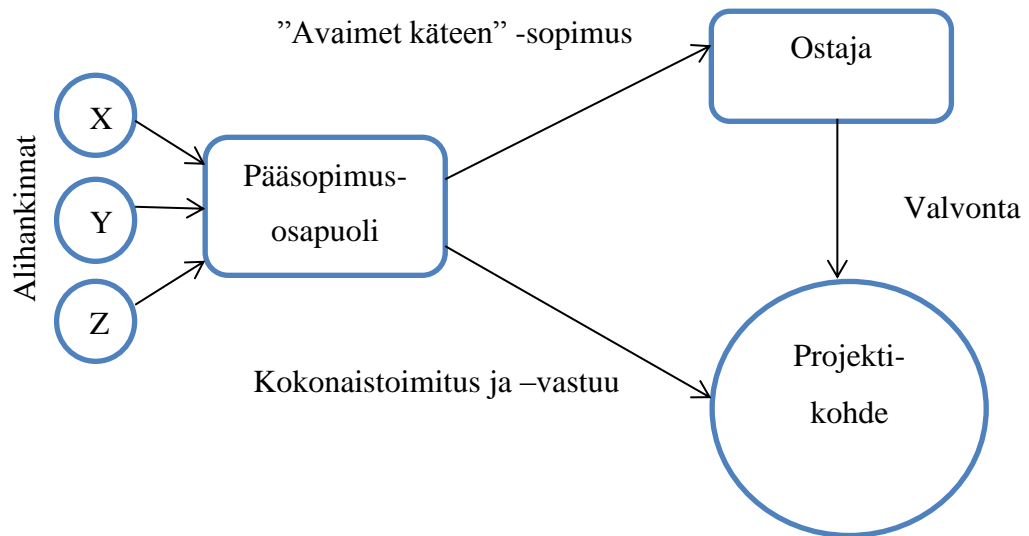 ”Avaimet käteen” -sopimus
Ostaja
Alihankinnat
X
Y
Z
Pääsopimus-
osapuoli
Valvonta
Kokonaistoimitus ja –vastuu
Projekti-
kohde